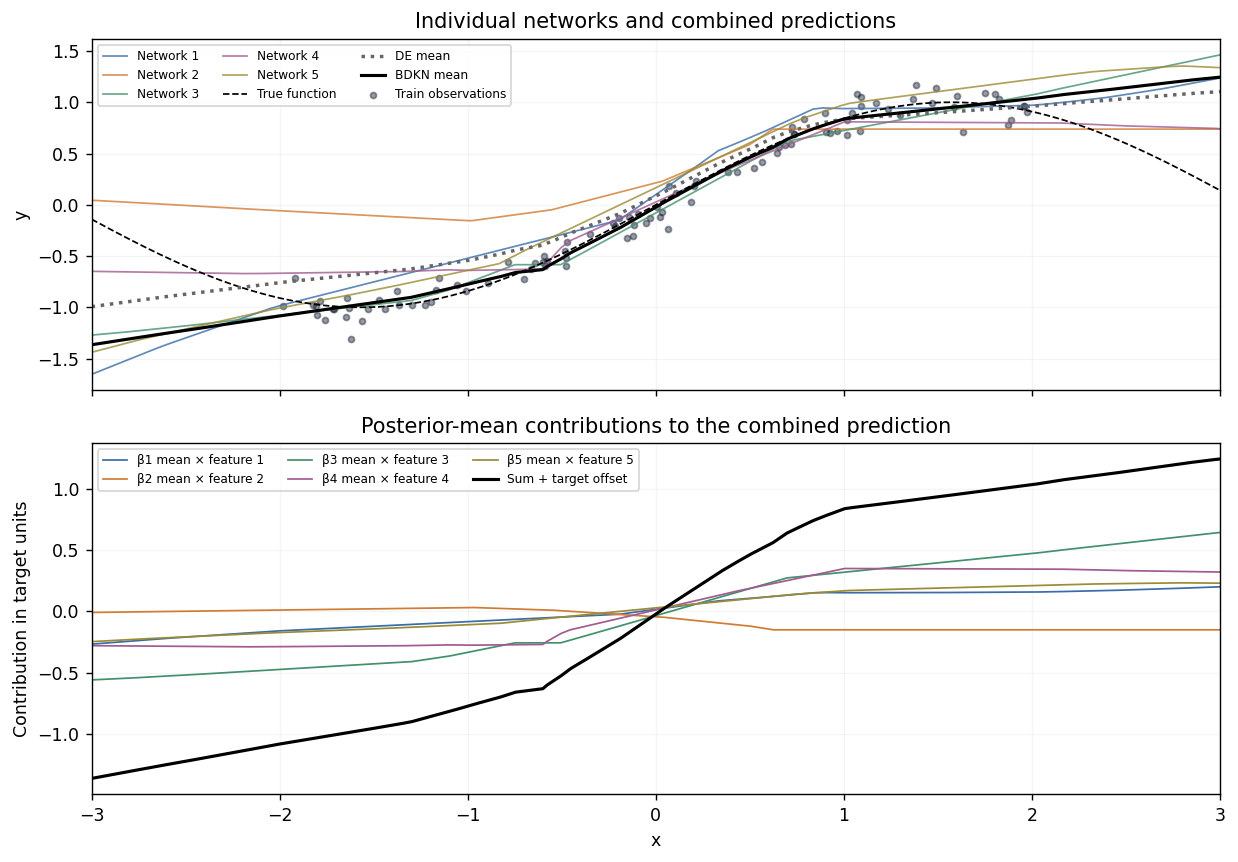 Individual networks and combined predictions
Network 1
Network 2
Network 3
Network 4
Network 5
True function
DE mean
BDKN mean
Train observations
1.5
1.0
0.5
0.0
−0.5
−1.0
−1.5
y
Posterior-mean contributions to the combined prediction
β1 mean × feature 1
β2 mean × feature 2
β3 mean × feature 3
β4 mean × feature 4
β5 mean × feature 5
Sum + target offset
1.0
0.5
0.0
−0.5
−1.0
Contribution in target units
−3
−2
−1
0
1
2
3
x